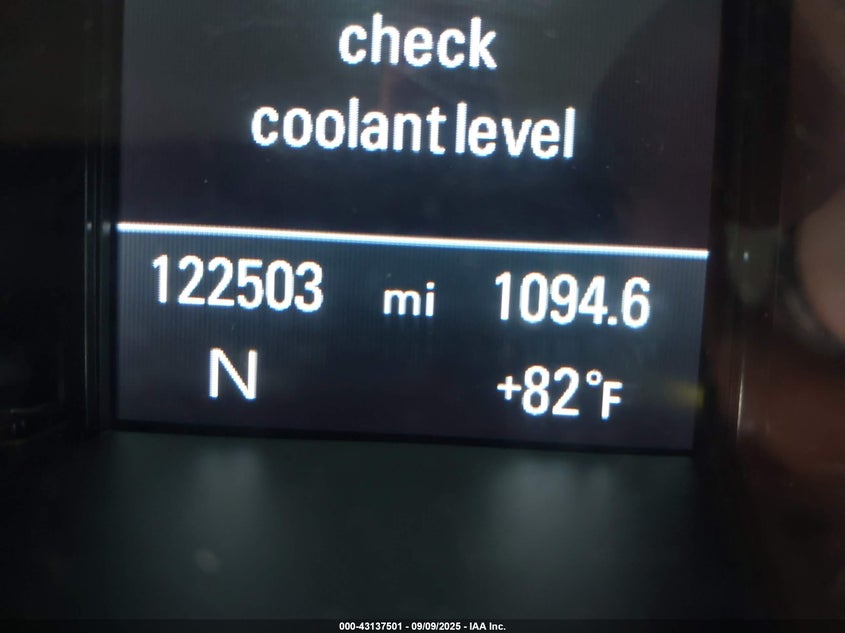 check
coolant level
122503 mi 1094.6
N +82°F
000-43137501 - 09/09/2025 - IAA Inc.